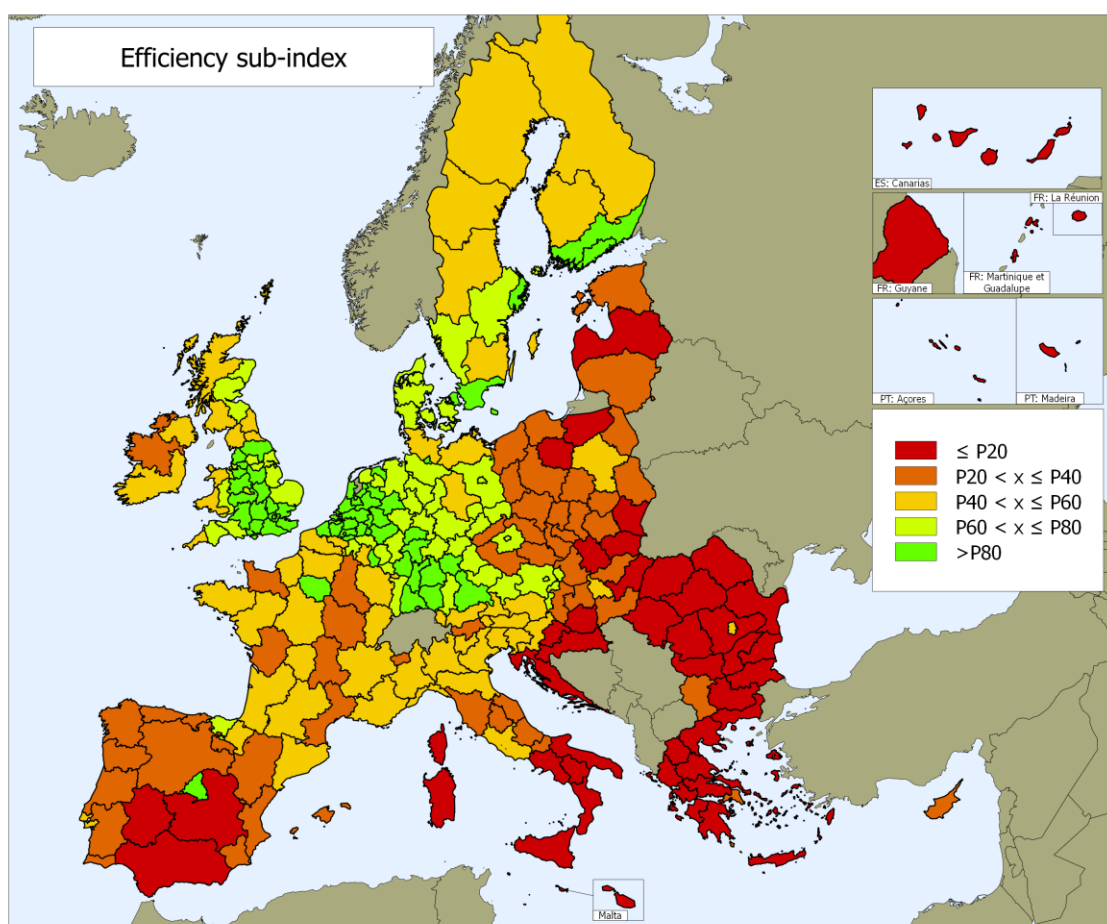 Efficiency sub-index
ES: Canarias
FR: La Réunion
FR: Guyane
FR: Martinique et
Guadalupe
PT: Açores
PT: Madeira
≤ P20
P20 < x ≤ P40
P40 < x ≤ P60
P60 < x ≤ P80
>P80
Malta